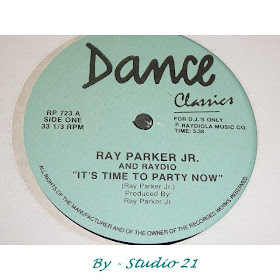 Dance
Classics
RP 723 A
SIDE ONE
33 1/3 RPM
FOR D.J.'S ONLY
℗ RAYDIOLA MUSIC CO.
TIME: 5:38
RAY PARKER JR.
AND RAYDIO
"IT'S TIME TO PARTY NOW"
(Ray Parker Jr.)
Produced By:
Ray Parker Jr.
ALL RIGHTS OF THE MANUFACTURER AND OF THE OWNER OF THE RECORDED WORKS RESERVED.
By - Studio 21